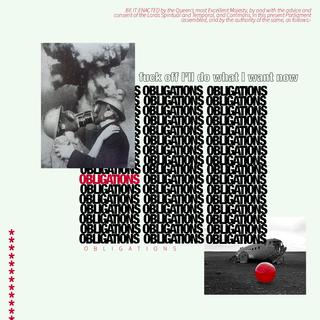 BE IT ENACTED by the Queen's most Excellent Majesty, by and with the advice and
consent of the Lords Spiritual and Temporal, and Commons, in this present Parliament
assembled, and by the authority of the same, as follows:-
fuck off I'll do what I want now
OBLIGATIONS OBLIGATIONS
OBLIGATIONS OBLIGATIONS
OBLIGATIONS OBLIGATIONS
OBLIGATIONS OBLIGATIONS
OBLIGATIONS OBLIGATIONS
OBLIGATIONS OBLIGATIONS
OBLIGATIONS OBLIGATIONS
OBLIGATIONS OBLIGATIONS
OBLIGATIONS OBLIGATIONS
OBLIGATIONS OBLIGATIONS OBLIGATIONS
OBLIGATIONS OBLIGATIONS OBLIGATIONS
OBLIGATIONS OBLIGATIONS OBLIGATIONS
OBLIGATIONS OBLIGATIONS OBLIGATIONS
OBLIGATIONS OBLIGATIONS OBLIGATIONS
OBLIGATIONS OBLIGATIONS OBLIGATIONS
OBLIGATIONS OBLIGATIONS OBLIGATIONS
OBLIGATIONS OBLIGATIONS OBLIGATIONS
OBLIGATIONS